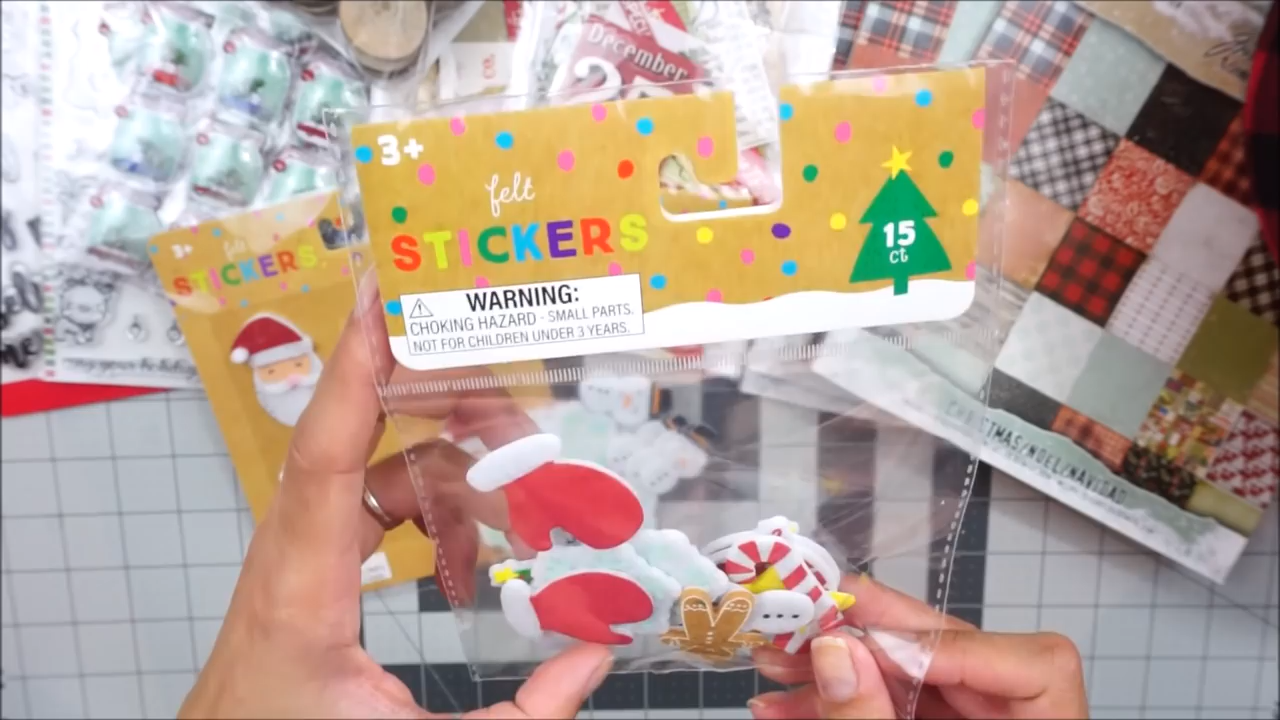 December
25
3+
felt
STICKERS
15
ct
WARNING:
CHOKING HAZARD - SMALL PARTS.
NOT FOR CHILDREN UNDER 3 YEARS.
3+
felt
STICKERS
CHRISTMAS/NOEL/NAVIDAD